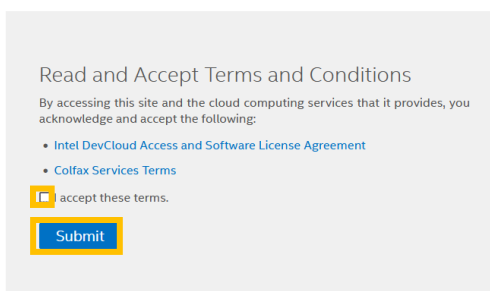 Read and Accept Terms and Conditions
By accessing this site and the cloud computing services that it provides, you
acknowledge and accept the following:
• Intel DevCloud Access and Software License Agreement
• Colfax Services Terms
I accept these terms.
Submit